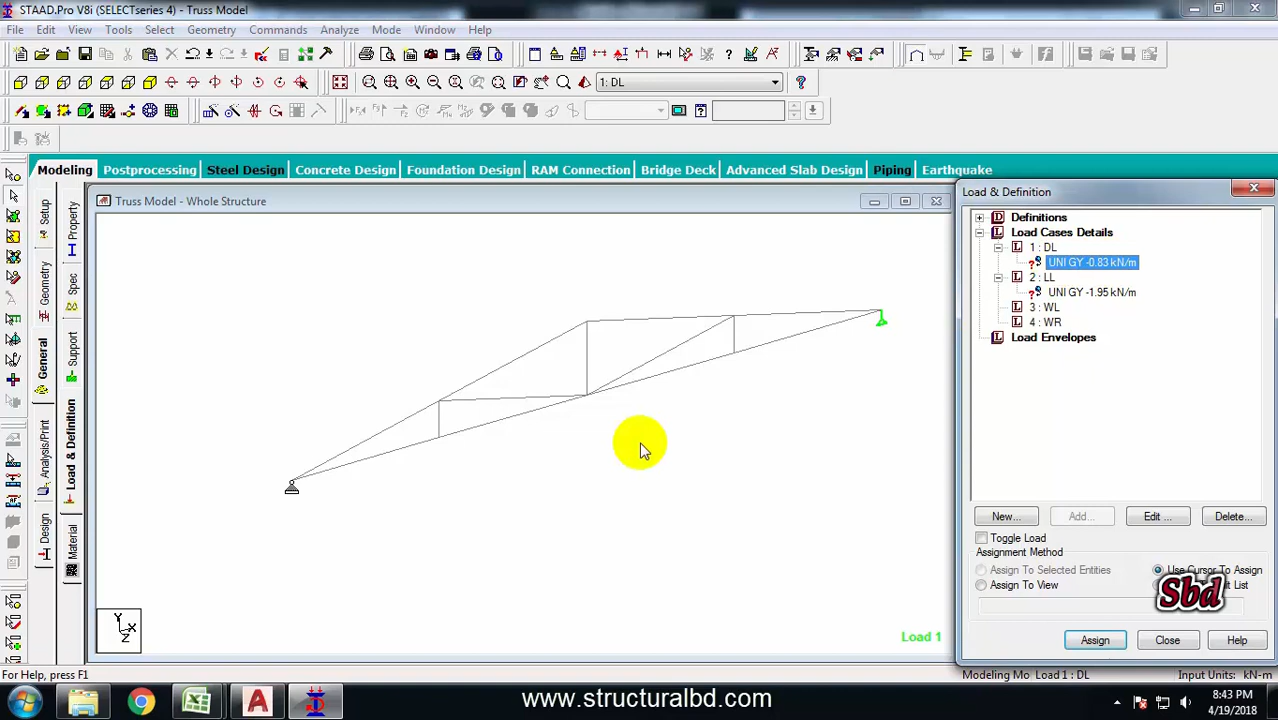 STAAD.Pro V8i (SELECTseries 4) - Truss Model
File Edit View Tools Select Geometry Commands Analyze Mode Window Help
1: DL
Modeling Postprocessing Steel Design Concrete Design Foundation Design RAM Connection Bridge Deck Advanced Slab Design Piping Earthquake
Setup
Geometry
General
Analysis/Print
Design
Property
Spec
Support
Load & Definition
Material
Truss Model - Whole Structure
Y
X
Z
Load 1
Load & Definition
Definitions
Load Cases Details
1 : DL
UNI GY -0.83 kN/m
2 : LL
UNI GY -1.95 kN/m
3 : WL
4 : WR
Load Envelopes
New... Add... Edit ... Delete...
Toggle Load
Assignment Method
Assign To Selected Entities Use Cursor To Assign
Assign To View t List
Sbd
Assign Close Help
For Help, press F1
Modeling Mo Load 1 : DL Input Units: kN-m
www.structuralbd.com
8:43 PM
4/19/2018